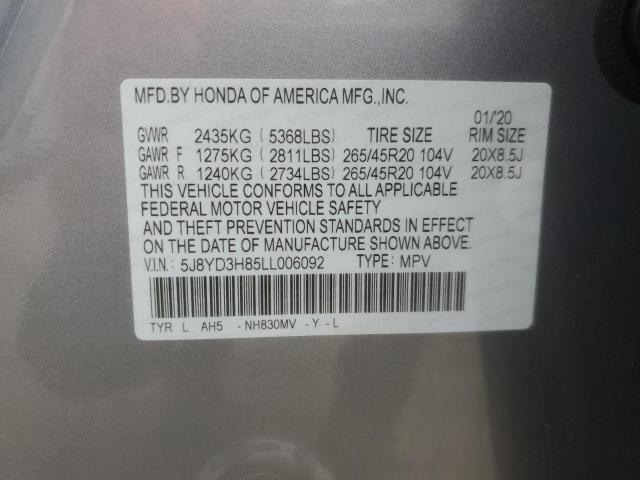 MFD.BY HONDA OF AMERICA MFG.,INC.
01/'20
GVWR 2435KG ( 5368LBS) TIRE SIZE RIM SIZE
GAWR F 1275KG ( 2811LBS) 265/45R20 104V 20X8.5J
GAWR R 1240KG ( 2734LBS) 265/45R20 104V 20X8.5J
THIS VEHICLE CONFORMS TO ALL APPLICABLE
FEDERAL MOTOR VEHICLE SAFETY
AND THEFT PREVENTION STANDARDS IN EFFECT
ON THE DATE OF MANUFACTURE SHOWN ABOVE.
V.I.N.: 5J8YD3H85LL006092 TYPE: MPV
TYR L AH5 - NH830MV - Y - L